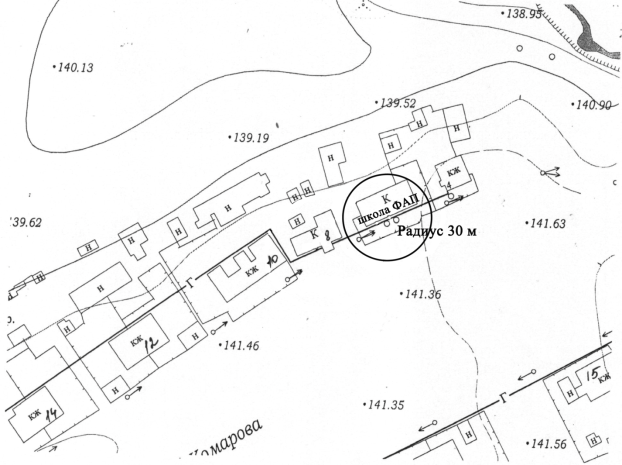 138.95
140.13
139.52
140.90
139.19
н
н
н
н
кж
4
К
школа ФАП
н
н
н
н
Радиус 30 м
141.63
39.62
н
К
8
н
н
н
кж
10
Г
н
н
141.36
кж
12
н
н
141.46
н
кж
14
141.35
Г
15
кж
н
н
н
141.56
Комарова